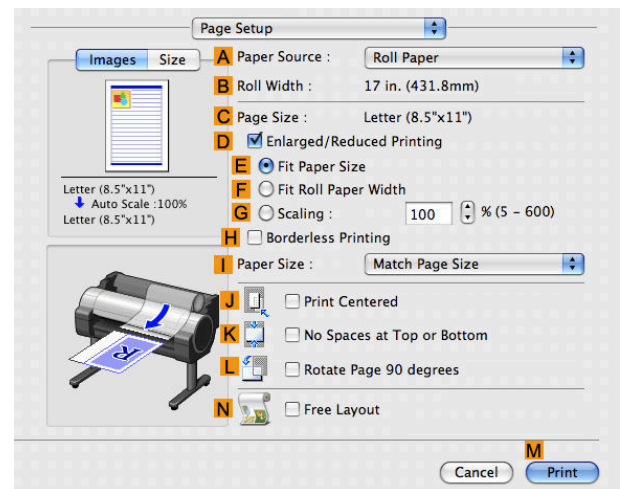 Page Setup
Images Size
A Paper Source : Roll Paper
B Roll Width : 17 in. (431.8mm)
C Page Size : Letter (8.5"x11")
D Enlarged/Reduced Printing
E Fit Paper Size
F Fit Roll Paper Width
G Scaling : 100 % (5 - 600)
Letter (8.5"x11")
Auto Scale :100%
Letter (8.5"x11")
H Borderless Printing
I Paper Size : Match Page Size
J Print Centered
K No Spaces at Top or Bottom
L Rotate Page 90 degrees
R
N Free Layout
M
Cancel Print